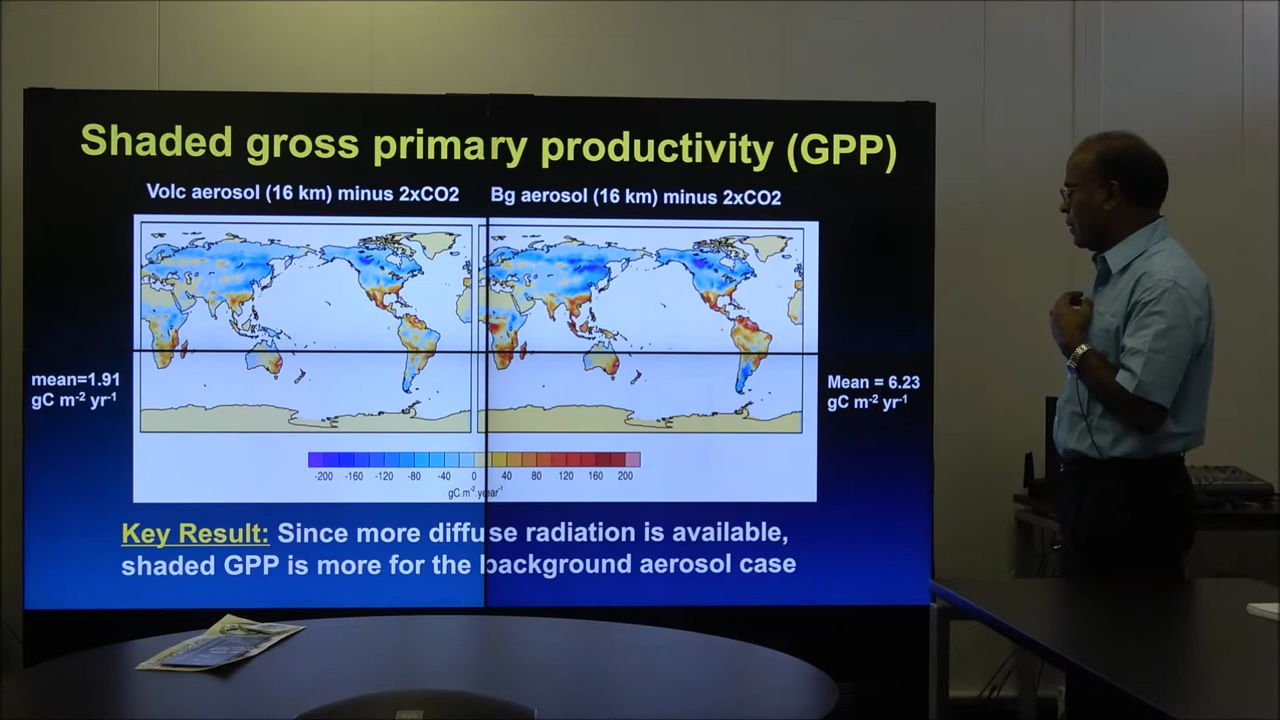 Shaded gross primary productivity (GPP)
Volc aerosol (16 km) minus 2xCO2
Bg aerosol (16 km) minus 2xCO2
mean=1.91
gC m-2 yr-1
Mean = 6.23
gC m-2 yr-1
-200 -160 -120 -80 -40 0 40 80 120 160 200
gC.m-2.year-1
Key Result: Since more diffuse radiation is available,
shaded GPP is more for the background aerosol case